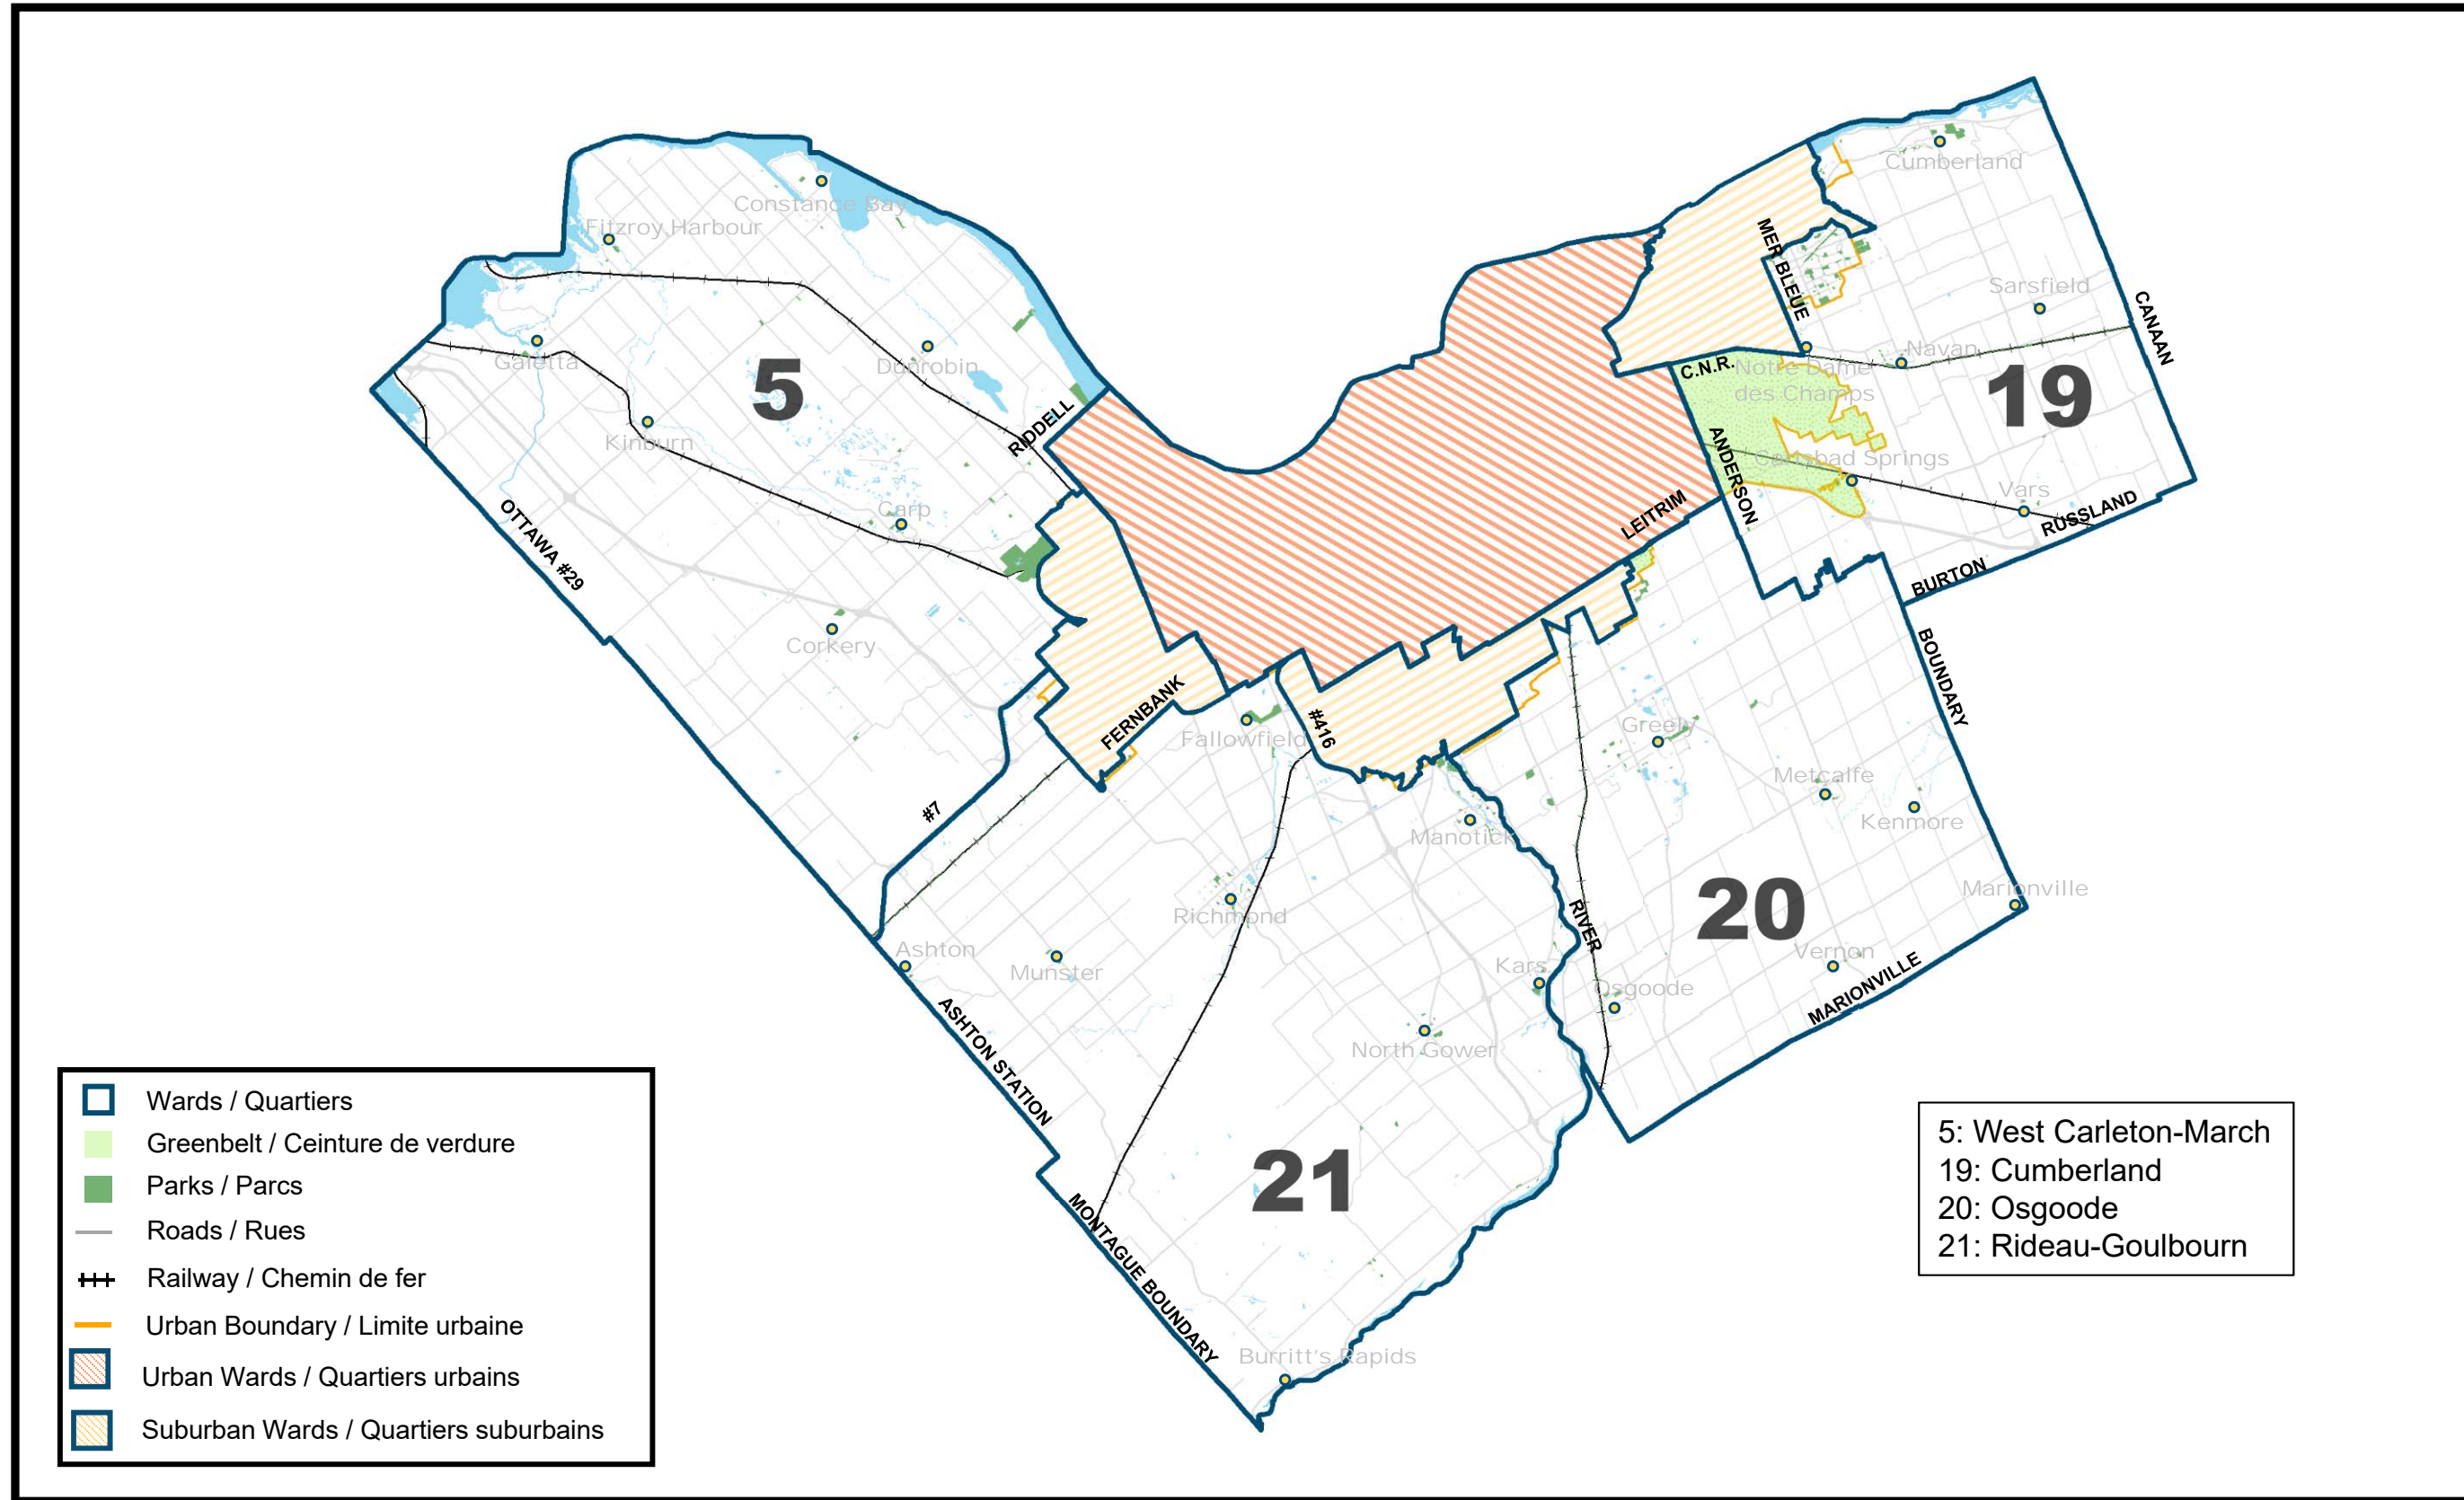 Cumberland
Constance Bay
Fitzroy Harbour
MER BLEUE
Sarsfield
CANAAN
Galetta
Dunrobin
5
C.N.R.
Notre Dame
des Champs
Navan
19
RIDDELL
Kinburn
ANDERSON
Carlsbad Springs
Carp
OTTAWA #29
LEITRIM
Vars
RUSSLAND
BURTON
Corkery
BOUNDARY
FERNBANK
#416
Fallowfield
Greely
Metcalfe
Kenmore
#7
Manotick
Richmond
RIVER
20
Marionville
Ashton
Munster
Kars
Osgoode
Vernon
MARIONVILLE
ASHTON STATION
North Gower
21
MONTAGUE BOUNDARY
Burritt's Rapids
Wards / Quartiers
Greenbelt / Ceinture de verdure
Parks / Parcs
Roads / Rues
Railway / Chemin de fer
Urban Boundary / Limite urbaine
Urban Wards / Quartiers urbains
Suburban Wards / Quartiers suburbains
5: West Carleton-March
19: Cumberland
20: Osgoode
21: Rideau-Goulbourn